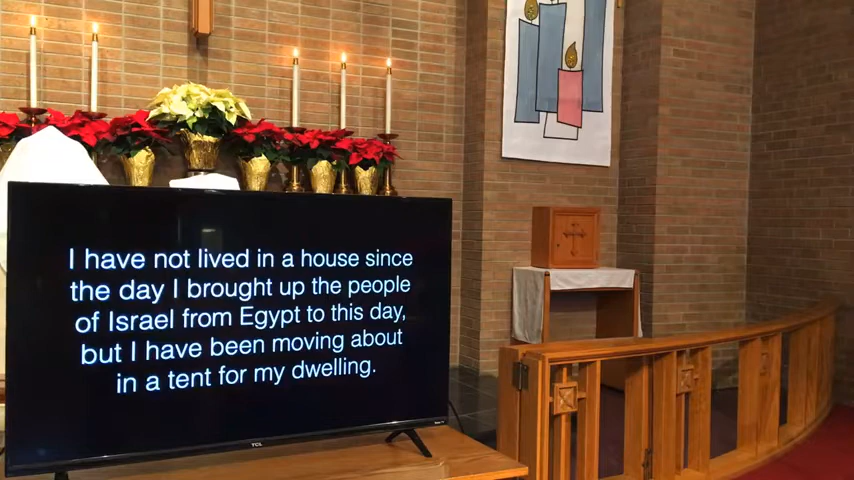 I have not lived in a house since
the day I brought up the people
of Israel from Egypt to this day,
but I have been moving about
in a tent for my dwelling.
TCL